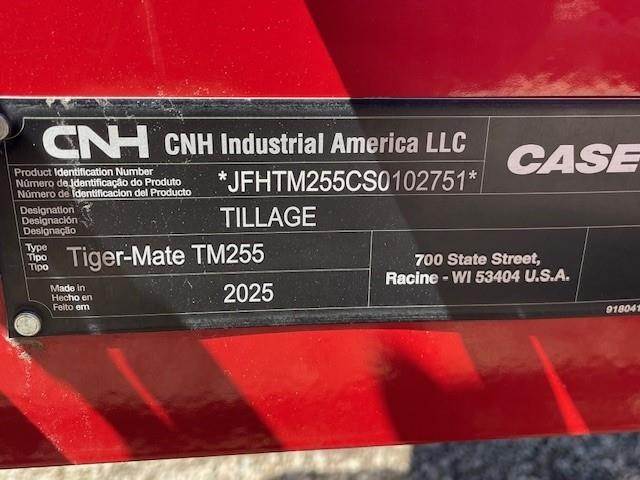 CNH CNH Industrial America LLC
CASE
Product Identification Number
Número de Identificação do Produto
Número de Identificacion del Producto
*JFHTM255CS0102751*
Designation
Designación
Designação
TILLAGE
Type
Tipo
Tipo
Tiger-Mate TM255
700 State Street,
Racine - WI 53404 U.S.A.
Made in
Hecho en
Feito em
2025
918041